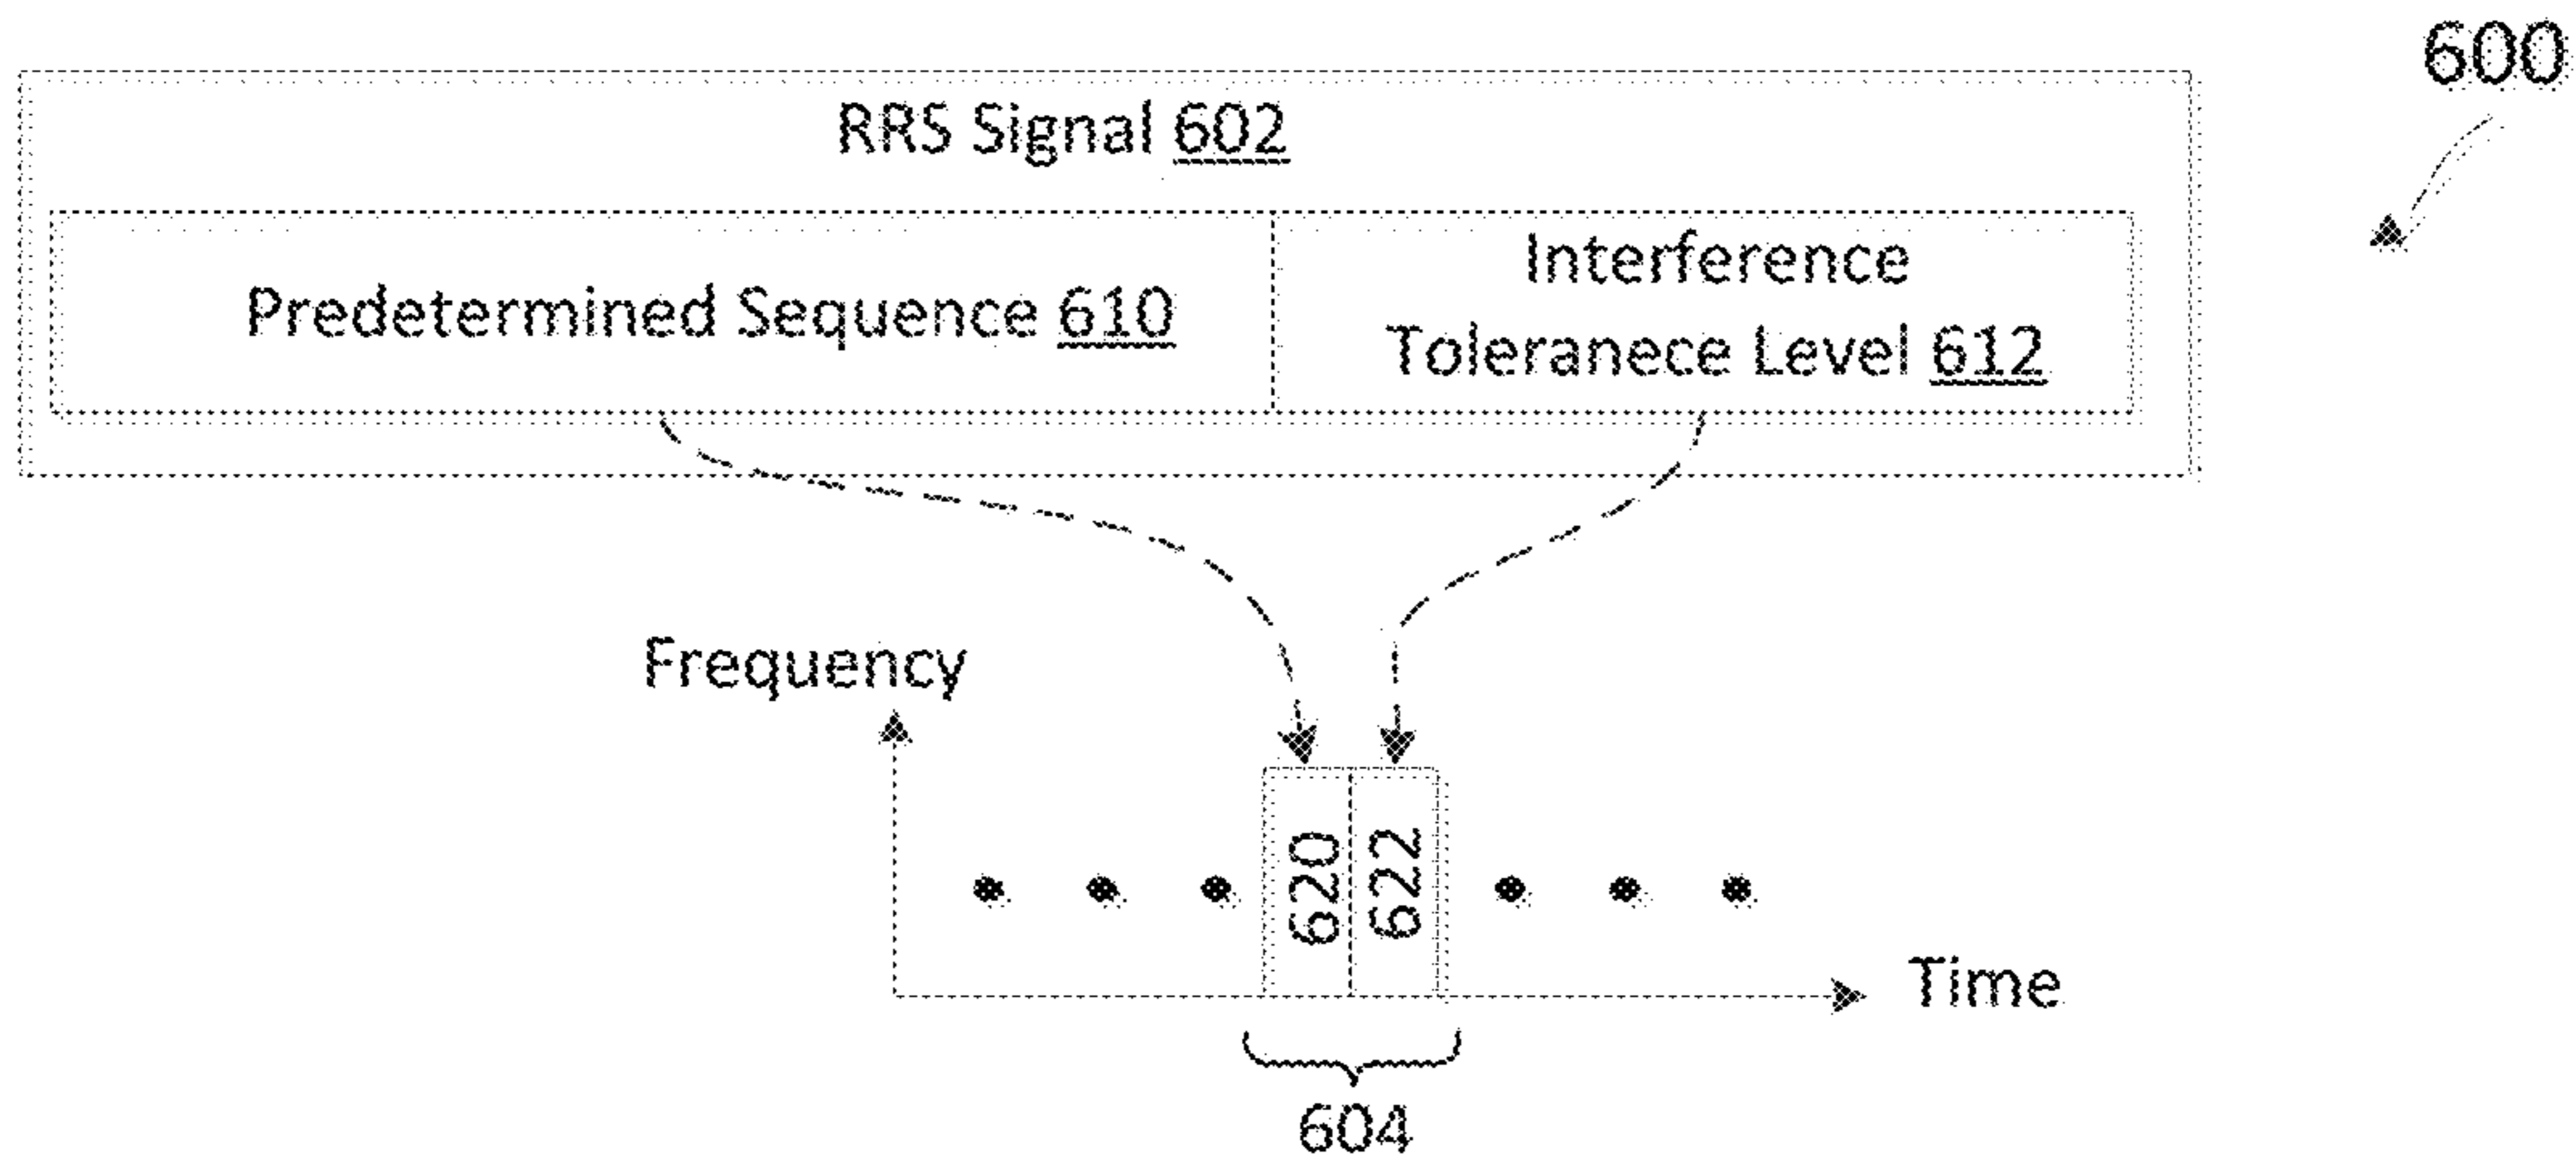 600
RRS Signal 602
Predetermined Sequence 610
Interference
Toleranece Level 612
Frequency
620
622
Time
604